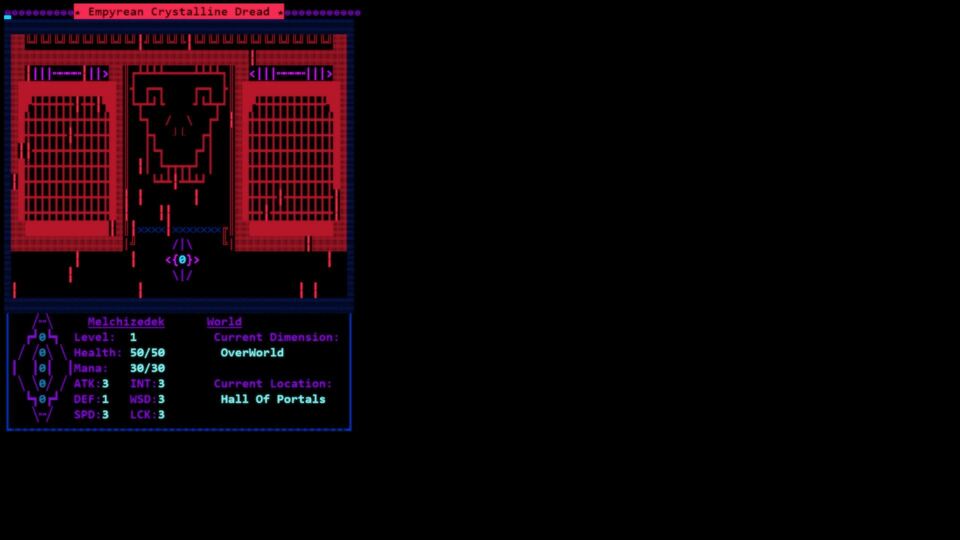 ★ Empyrean Crystalline Dread ★
Melchizedek World
Level: 1 Current Dimension:
Health: 50/50 OverWorld
Mana: 30/30
ATK:3 INT:3 Current Location:
DEF:1 WSD:3 Hall Of Portals
SPD:3 LCK:3